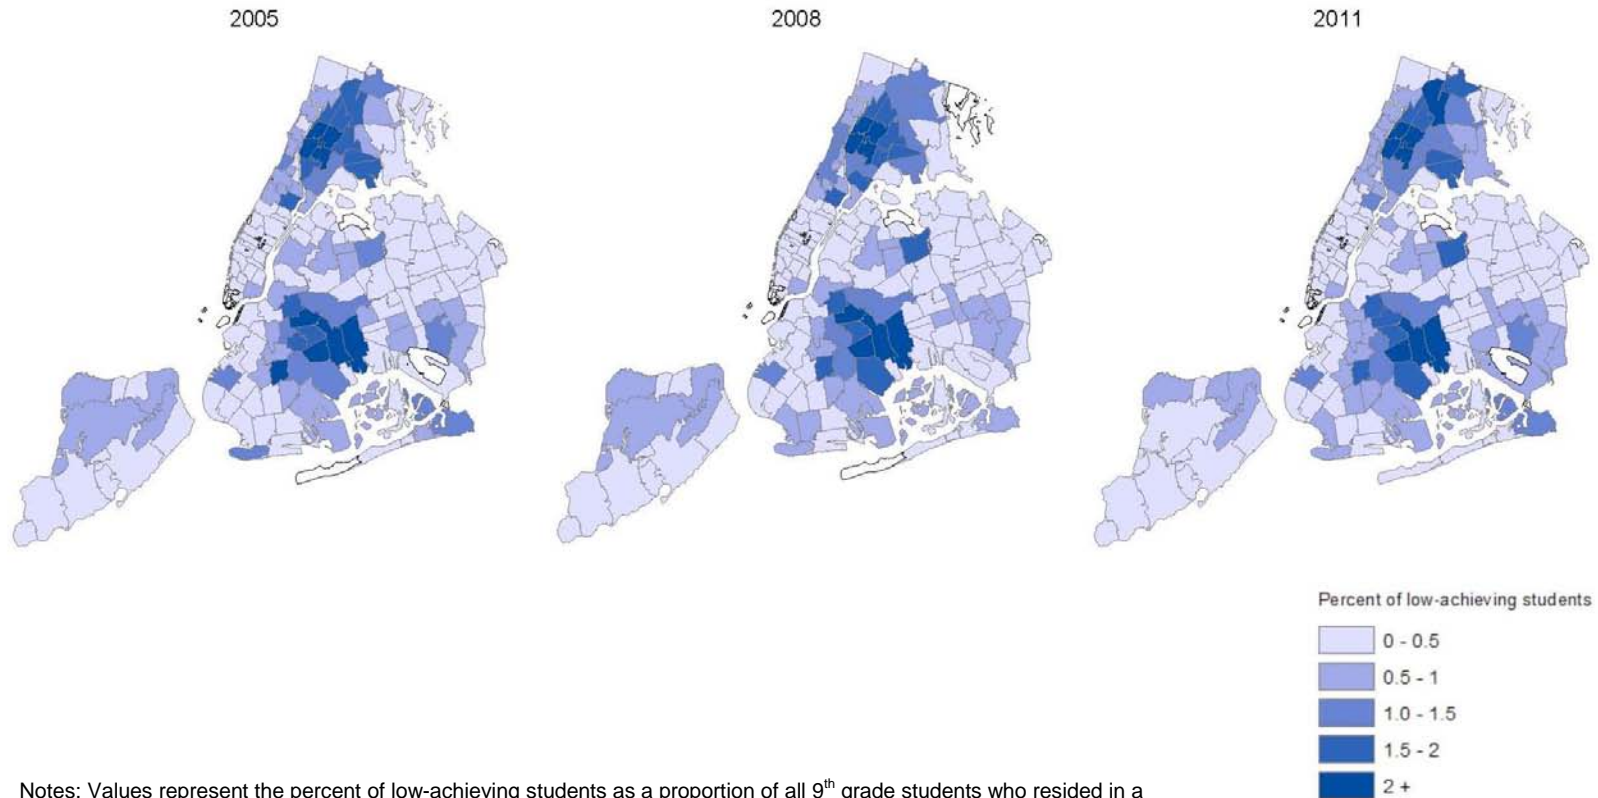 2005
2008
2011
Percent of low-achieving students
0 - 0.5
0.5 - 1
1.0 - 1.5
1.5 - 2
2 +
Notes: Values represent the percent of low-achieving students as a proportion of all 9th grade students who resided in a